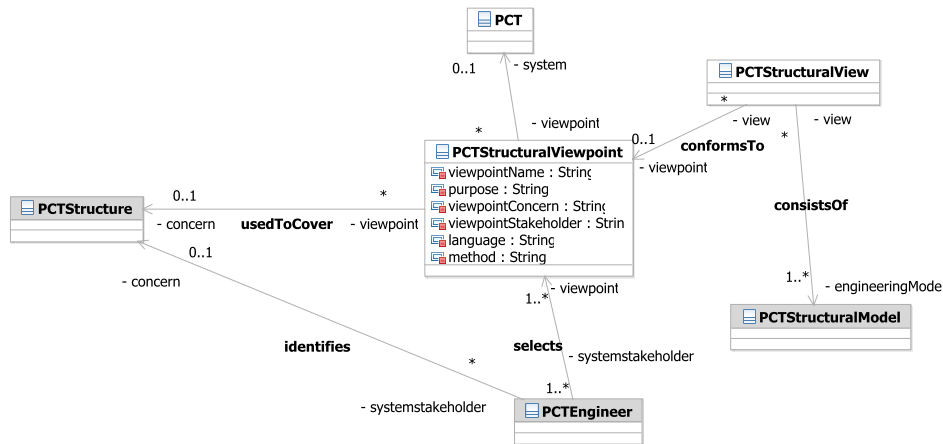 PCT
0..1
- system
PCTStructuralView
*
- view
*
- view
*
- viewpoint
0..1
conformsTo
- viewpoint
PCTStructuralViewpoint
viewpointName : String
purpose : String
viewpointConcern : String
viewpointStakeholder : Strin
language : String
method : String
0..1
*
PCTStructure
- concern
usedToCover
- viewpoint
consistsOf
0..1
- concern
1..*
- engineeringMode
- viewpoint
1..*
PCTStructuralModel
identifies
selects
*
- systemstakeholder
1..*
- systemstakeholder
PCTEngineer